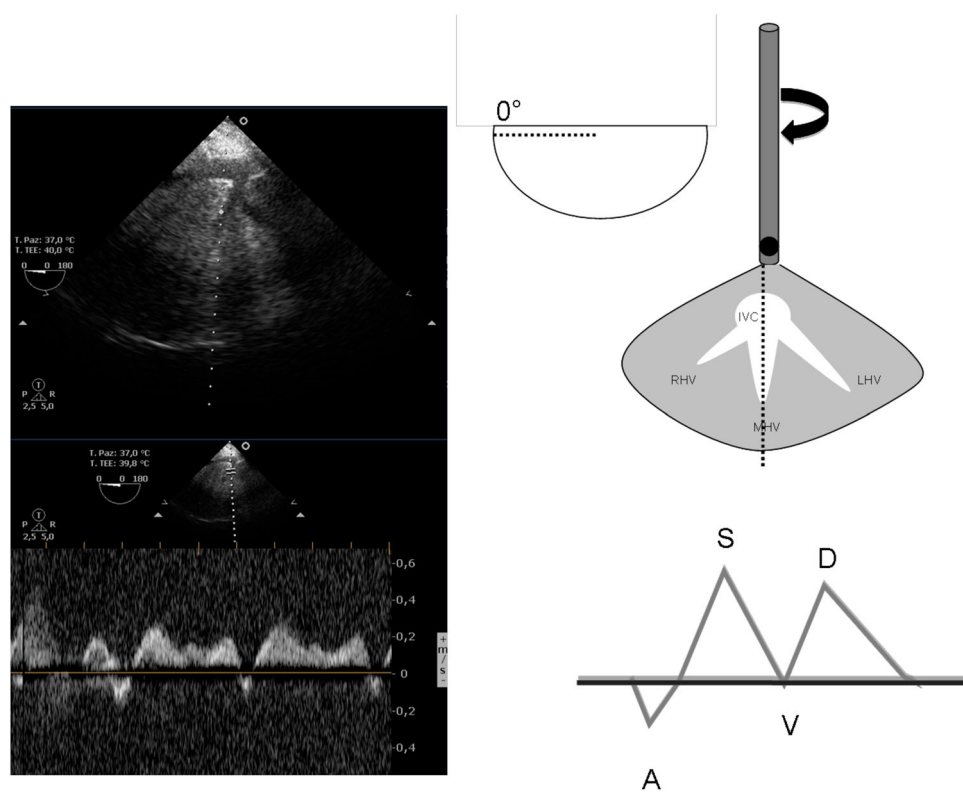 T. Paz: 37,0 °C
T. TEE: 40,0 °C
0 0 180
T
P R
2,5 5,0
T. Paz: 37,0 °C
T. TEE: 39,8 °C
0 0 180
T
P R
2,5 5,0
-0,6
-0,4
-0,2
- 0
-0,2
-0,4
+
m
/
s
-
0°
IVC
RHV
LHV
MHV
S
D
V
A